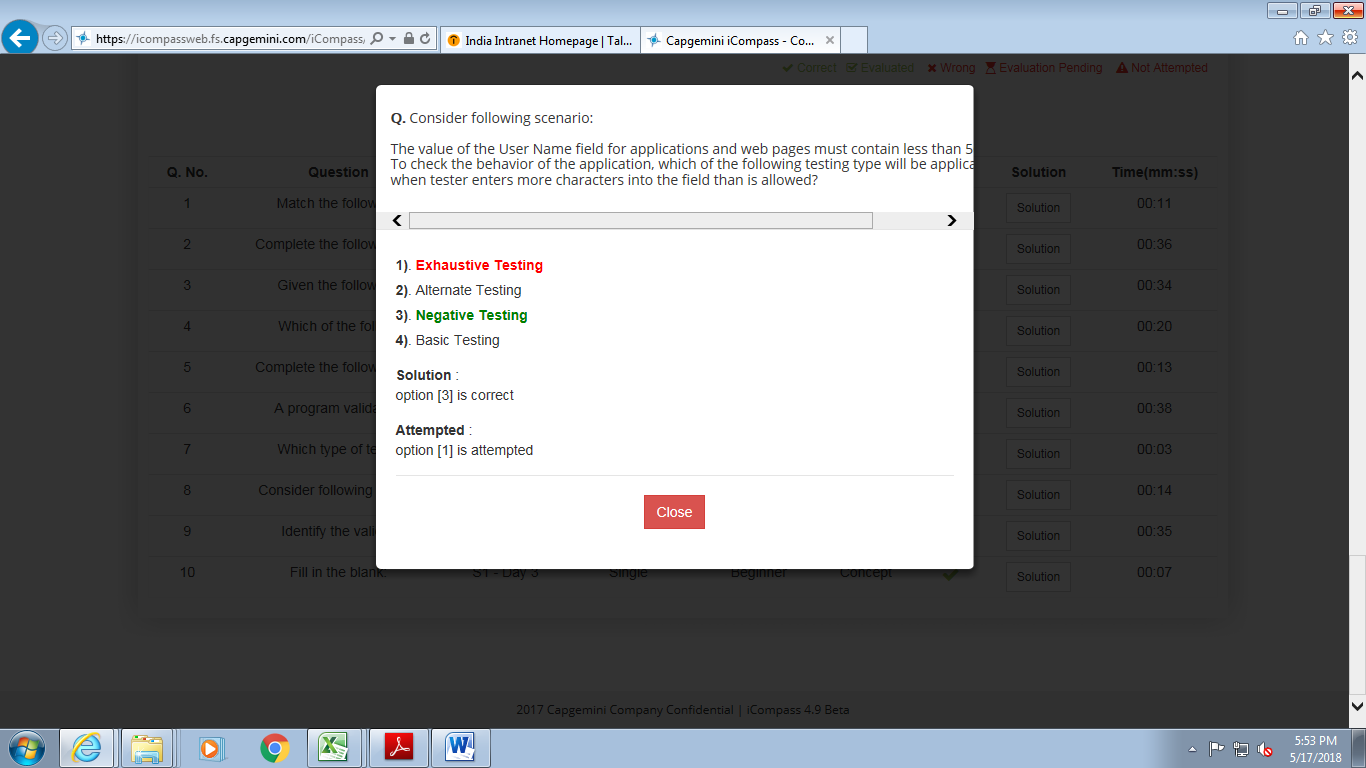 https://icompassweb.fs.capgemini.com/iCompass,
India Intranet Homepage | Tal...
Capgemini iCompass - Co...
Correct Evaluated Wrong Evaluation Pending Not Attempted
Q. Consider following scenario:
The value of the User Name field for applications and web pages must contain less than 5
To check the behavior of the application, which of the following testing type will be applica
when tester enters more characters into the field than is allowed?
1). Exhaustive Testing
2). Alternate Testing
3). Negative Testing
4). Basic Testing
Solution :
option [3] is correct
Attempted :
option [1] is attempted
Close
Q. No. Question Solution Time(mm:ss)
1 Match the follow Solution 00:11
2 Complete the follow Solution 00:36
3 Given the follow Solution 00:34
4 Which of the fol Solution 00:20
5 Complete the follow Solution 00:13
6 A program valida Solution 00:38
7 Which type of te Solution 00:03
8 Consider following Solution 00:14
9 Identify the vali Solution 00:35
10 Fill in the blank: S1 - Day 3 Single Beginner Concept Solution 00:07
2017 Capgemini Company Confidential | iCompass 4.9 Beta
5:53 PM
5/17/2018